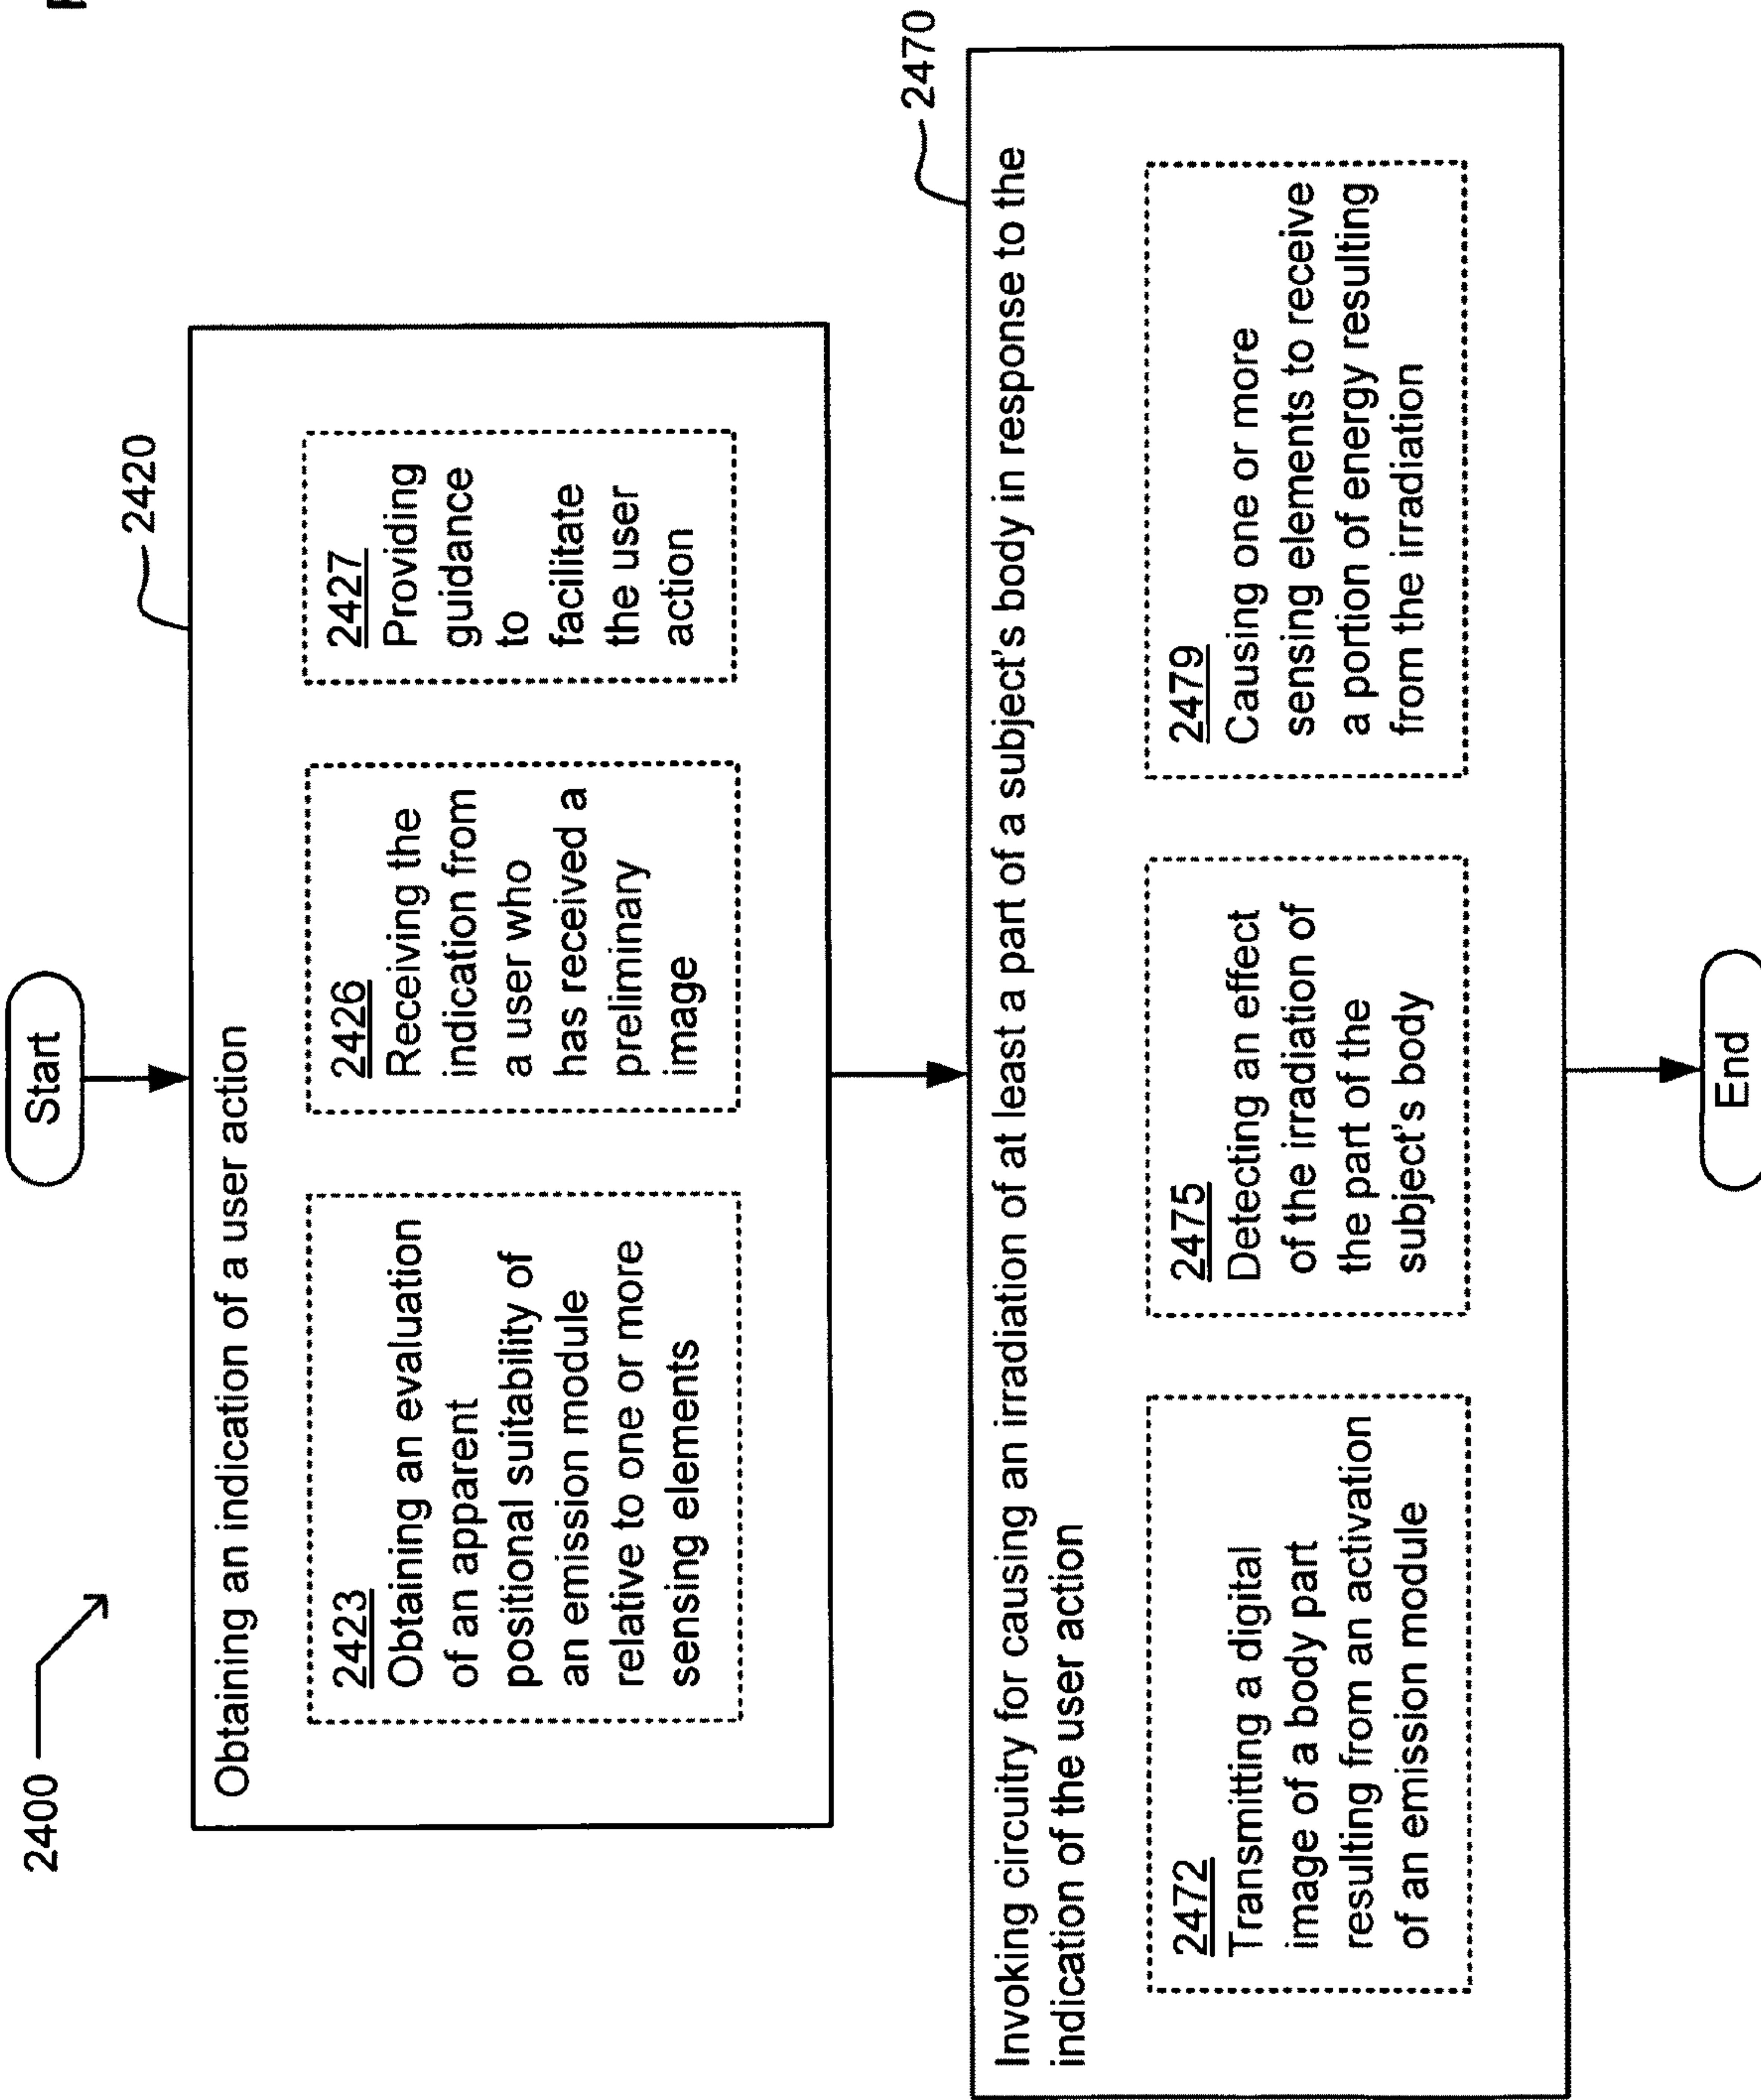 2400
Start
2420
Obtaining an indication of a user action
2423
Obtaining an evaluation
of an apparent
positional suitability of
an emission module
relative to one or more
sensing elements
2426
Receiving the
indication from
a user who
has received a
preliminary
image
2427
Providing
guidance
to
facilitate
the user
action
2470
Invoking circuitry for causing an irradiation of at least a part of a subject's body in response to the
indication of the user action
2472
Transmitting a digital
image of a body part
resulting from an activation
of an emission module
2475
Detecting an effect
of the irradiation of
the part of the
subject's body
2479
Causing one or more
sensing elements to receive
a portion of energy resulting
from the irradiation
End